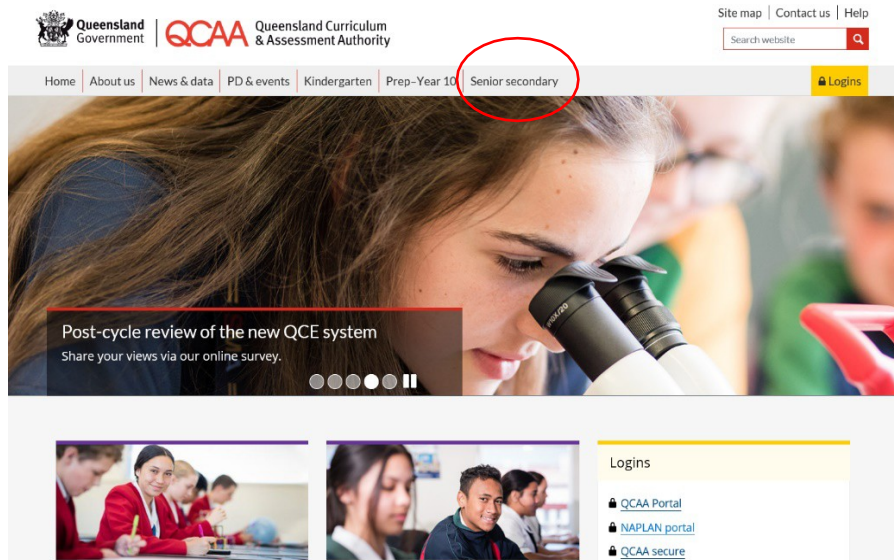 Site map | Contact us | Help
Queensland Government
QCAA
Queensland Curriculum
& Assessment Authority
Search website
Home
About us
News & data
PD & events
Kindergarten
Prep–Year 10
Senior secondary
Logins
Post-cycle review of the new QCE system
Share your views via our online survey.
Logins
QCAA Portal
NAPLAN portal
QCAA secure